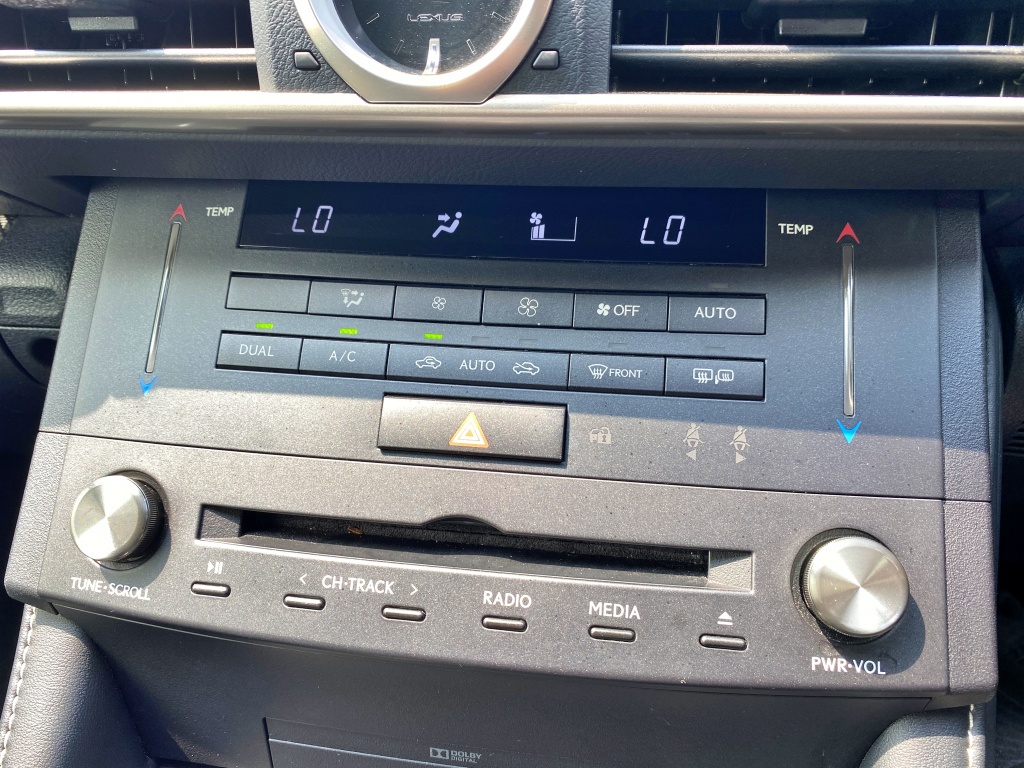 LEXUS
TEMP
LO
LO
TEMP
OFF
AUTO
DUAL
A/C
AUTO
FRONT
TUNE•SCROLL
< CH•TRACK >
RADIO
MEDIA
PWR•VOL
DOLBY
DIGITAL